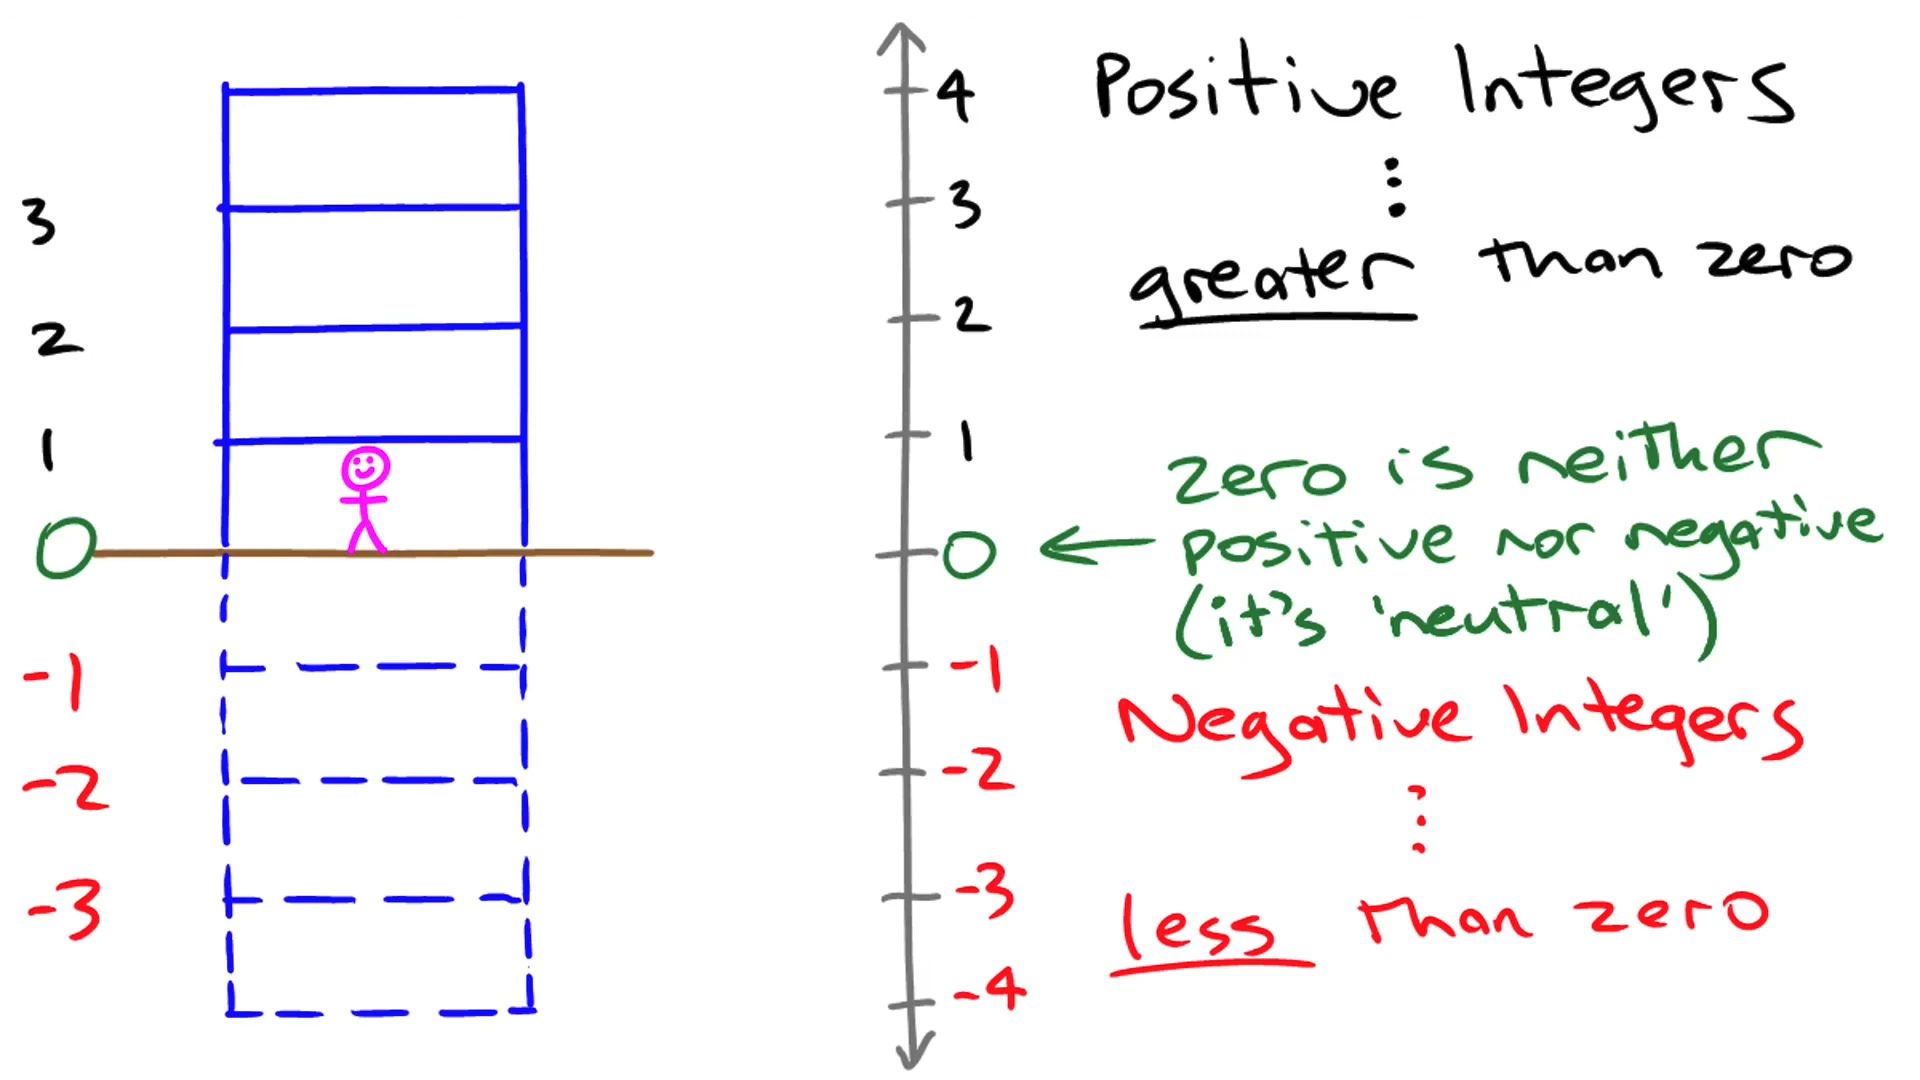 3
2
1
0
-1
-2
-3
4
3
2
1
0
-1
-2
-3
-4
Positive Integers
greater than zero
zero is neither
positive nor negative
(it's 'neutral')
Negative Integers
less than zero